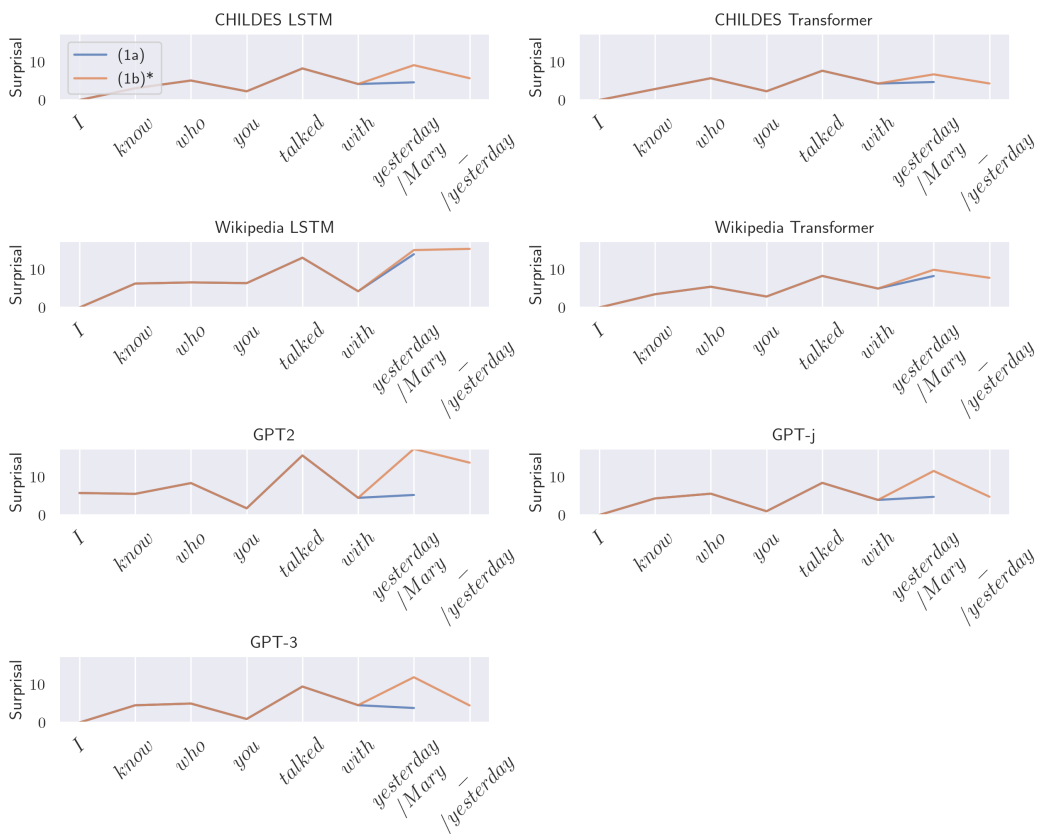 CHILDES LSTM
Surprisal
10
0
(1a)
(1b)*
I
know
who
you
talked
with
yesterday
/Mary
_
/yesterday
CHILDES Transformer
Surprisal
10
0
I
know
who
you
talked
with
yesterday
/Mary
_
/yesterday
Wikipedia LSTM
Surprisal
10
0
I
know
who
you
talked
with
yesterday
/Mary
_
/yesterday
Wikipedia Transformer
Surprisal
10
0
I
know
who
you
talked
with
yesterday
/Mary
_
/yesterday
GPT2
Surprisal
10
0
I
know
who
you
talked
with
yesterday
/Mary
_
/yesterday
GPT-j
Surprisal
10
0
I
know
who
you
talked
with
yesterday
/Mary
_
/yesterday
GPT-3
Surprisal
10
0
I
know
who
you
talked
with
yesterday
/Mary
_
/yesterday